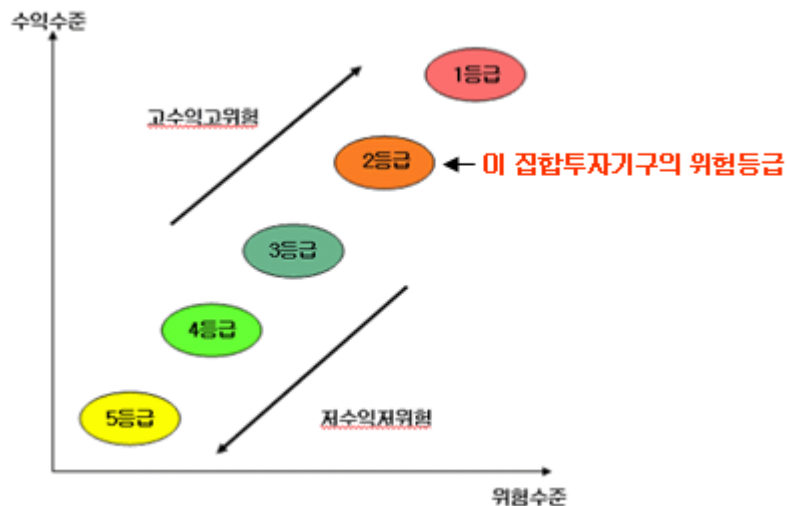 수익수준
1등급
고수익고위험
2등급
이 집합투자기구의 위험등급
3등급
4등급
5등급
저수익저위험
위험수준